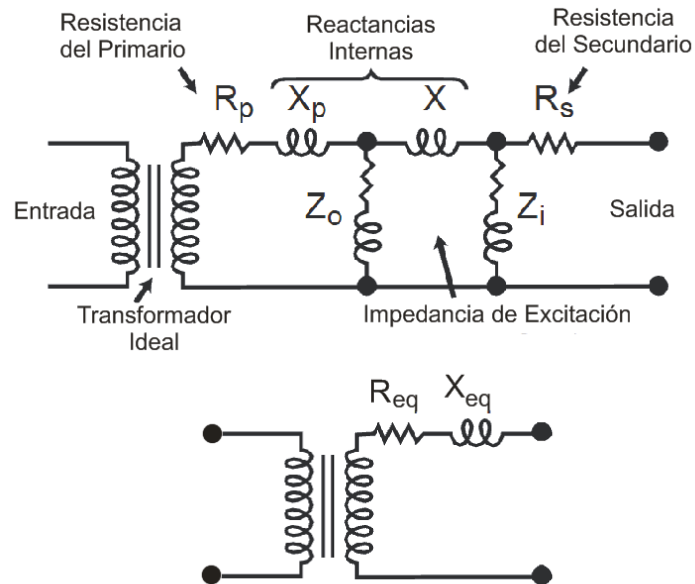 Resistencia
del Primario
Reactancias
Internas
Resistencia
del Secundario
Rp
Xp
X
Rs
Entrada
Zo
Zi
Salida
Transformador
Ideal
Impedancia de Excitación
Req
Xeq